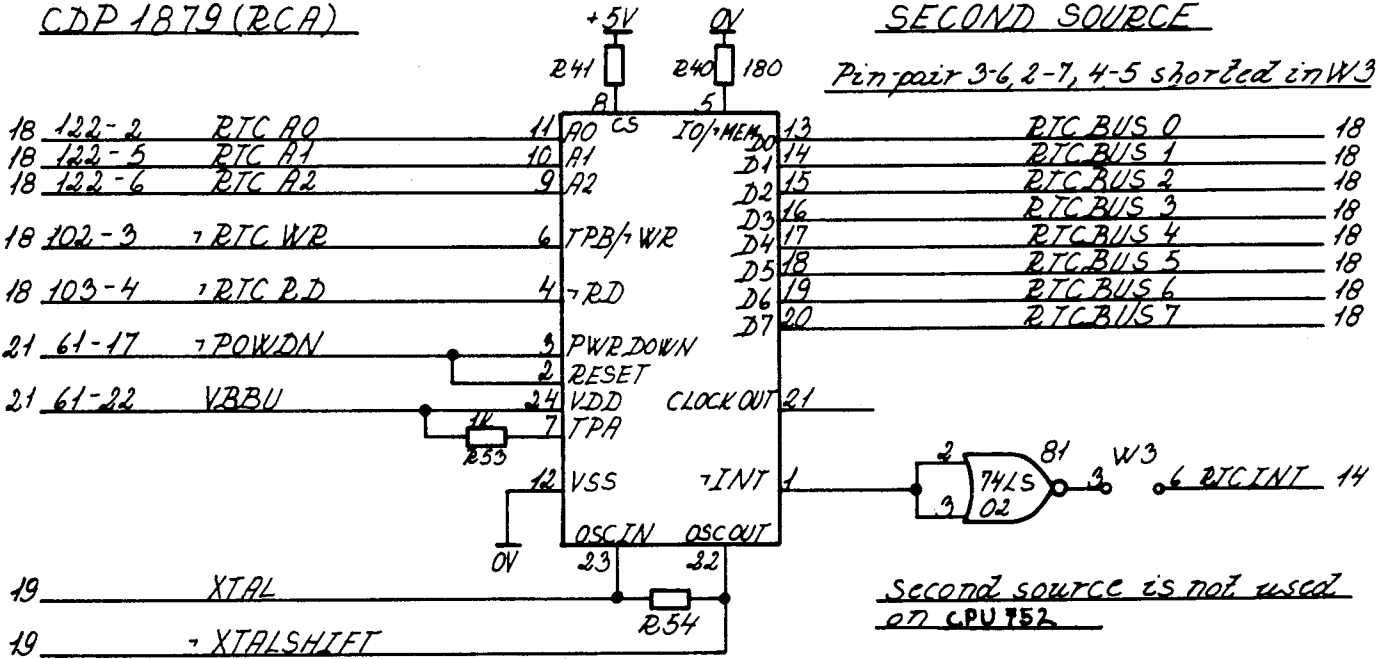 CDP 1879 (RCA)
+5V
0V
SECOND SOURCE
R41
R40
180
Pin-pair 3-6, 2-7, 4-5 shorted in W3
8
5
CS
IO/¬MEM
18 122-2 RTC A0 11 A0
D0 13 RTC BUS 0 18
18 122-5 RTC A1 10 A1
D1 14 RTC BUS 1 18
18 122-6 RTC A2 9 A2
D2 15 RTC BUS 2 18
D3 16 RTC BUS 3 18
18 102-3 ¬RTC WR 6 TPB/¬WR
D4 17 RTC BUS 4 18
D5 18 RTC BUS 5 18
18 103-4 ¬RTC RD 4 ¬RD
D6 19 RTC BUS 6 18
D7 20 RTC BUS 7 18
21 61-17 ¬POWDN 3 PWR DOWN
2 RESET
21 61-22 VBBU 24 VDD
CLOCK OUT 21
1K
R53
7 TPA
12 VSS
0V
¬INT 1
2
3
74LS
02
81
W3
3
6 RTC INT 14
OSC IN
OSC OUT
23
22
19 XTAL
R54
19 ¬XTALSHIFT
Second source is not used
on CPU 752